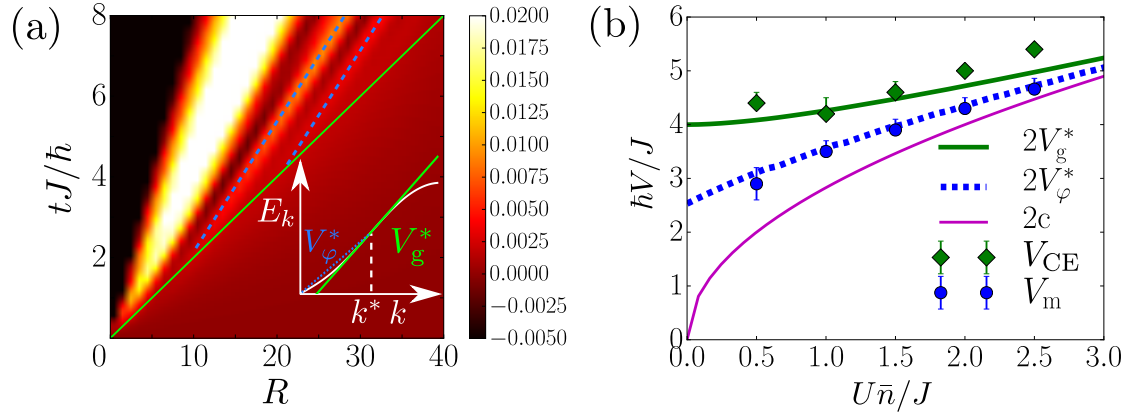 (a)
8
6
4
2
tJ/ħ
0 10 20 30 40
R
E_k
V_φ^*
V_g^*
k^* k
0.0200
0.0175
0.0150
0.0125
0.0100
0.0075
0.0050
0.0025
0.0000
−0.0025
−0.0050
(b)
6
5
4
3
2
1
0
ħV/J
0.0 0.5 1.0 1.5 2.0 2.5 3.0
Un̄/J
2V_g^*
2V_φ^*
2c
V_CE
V_m